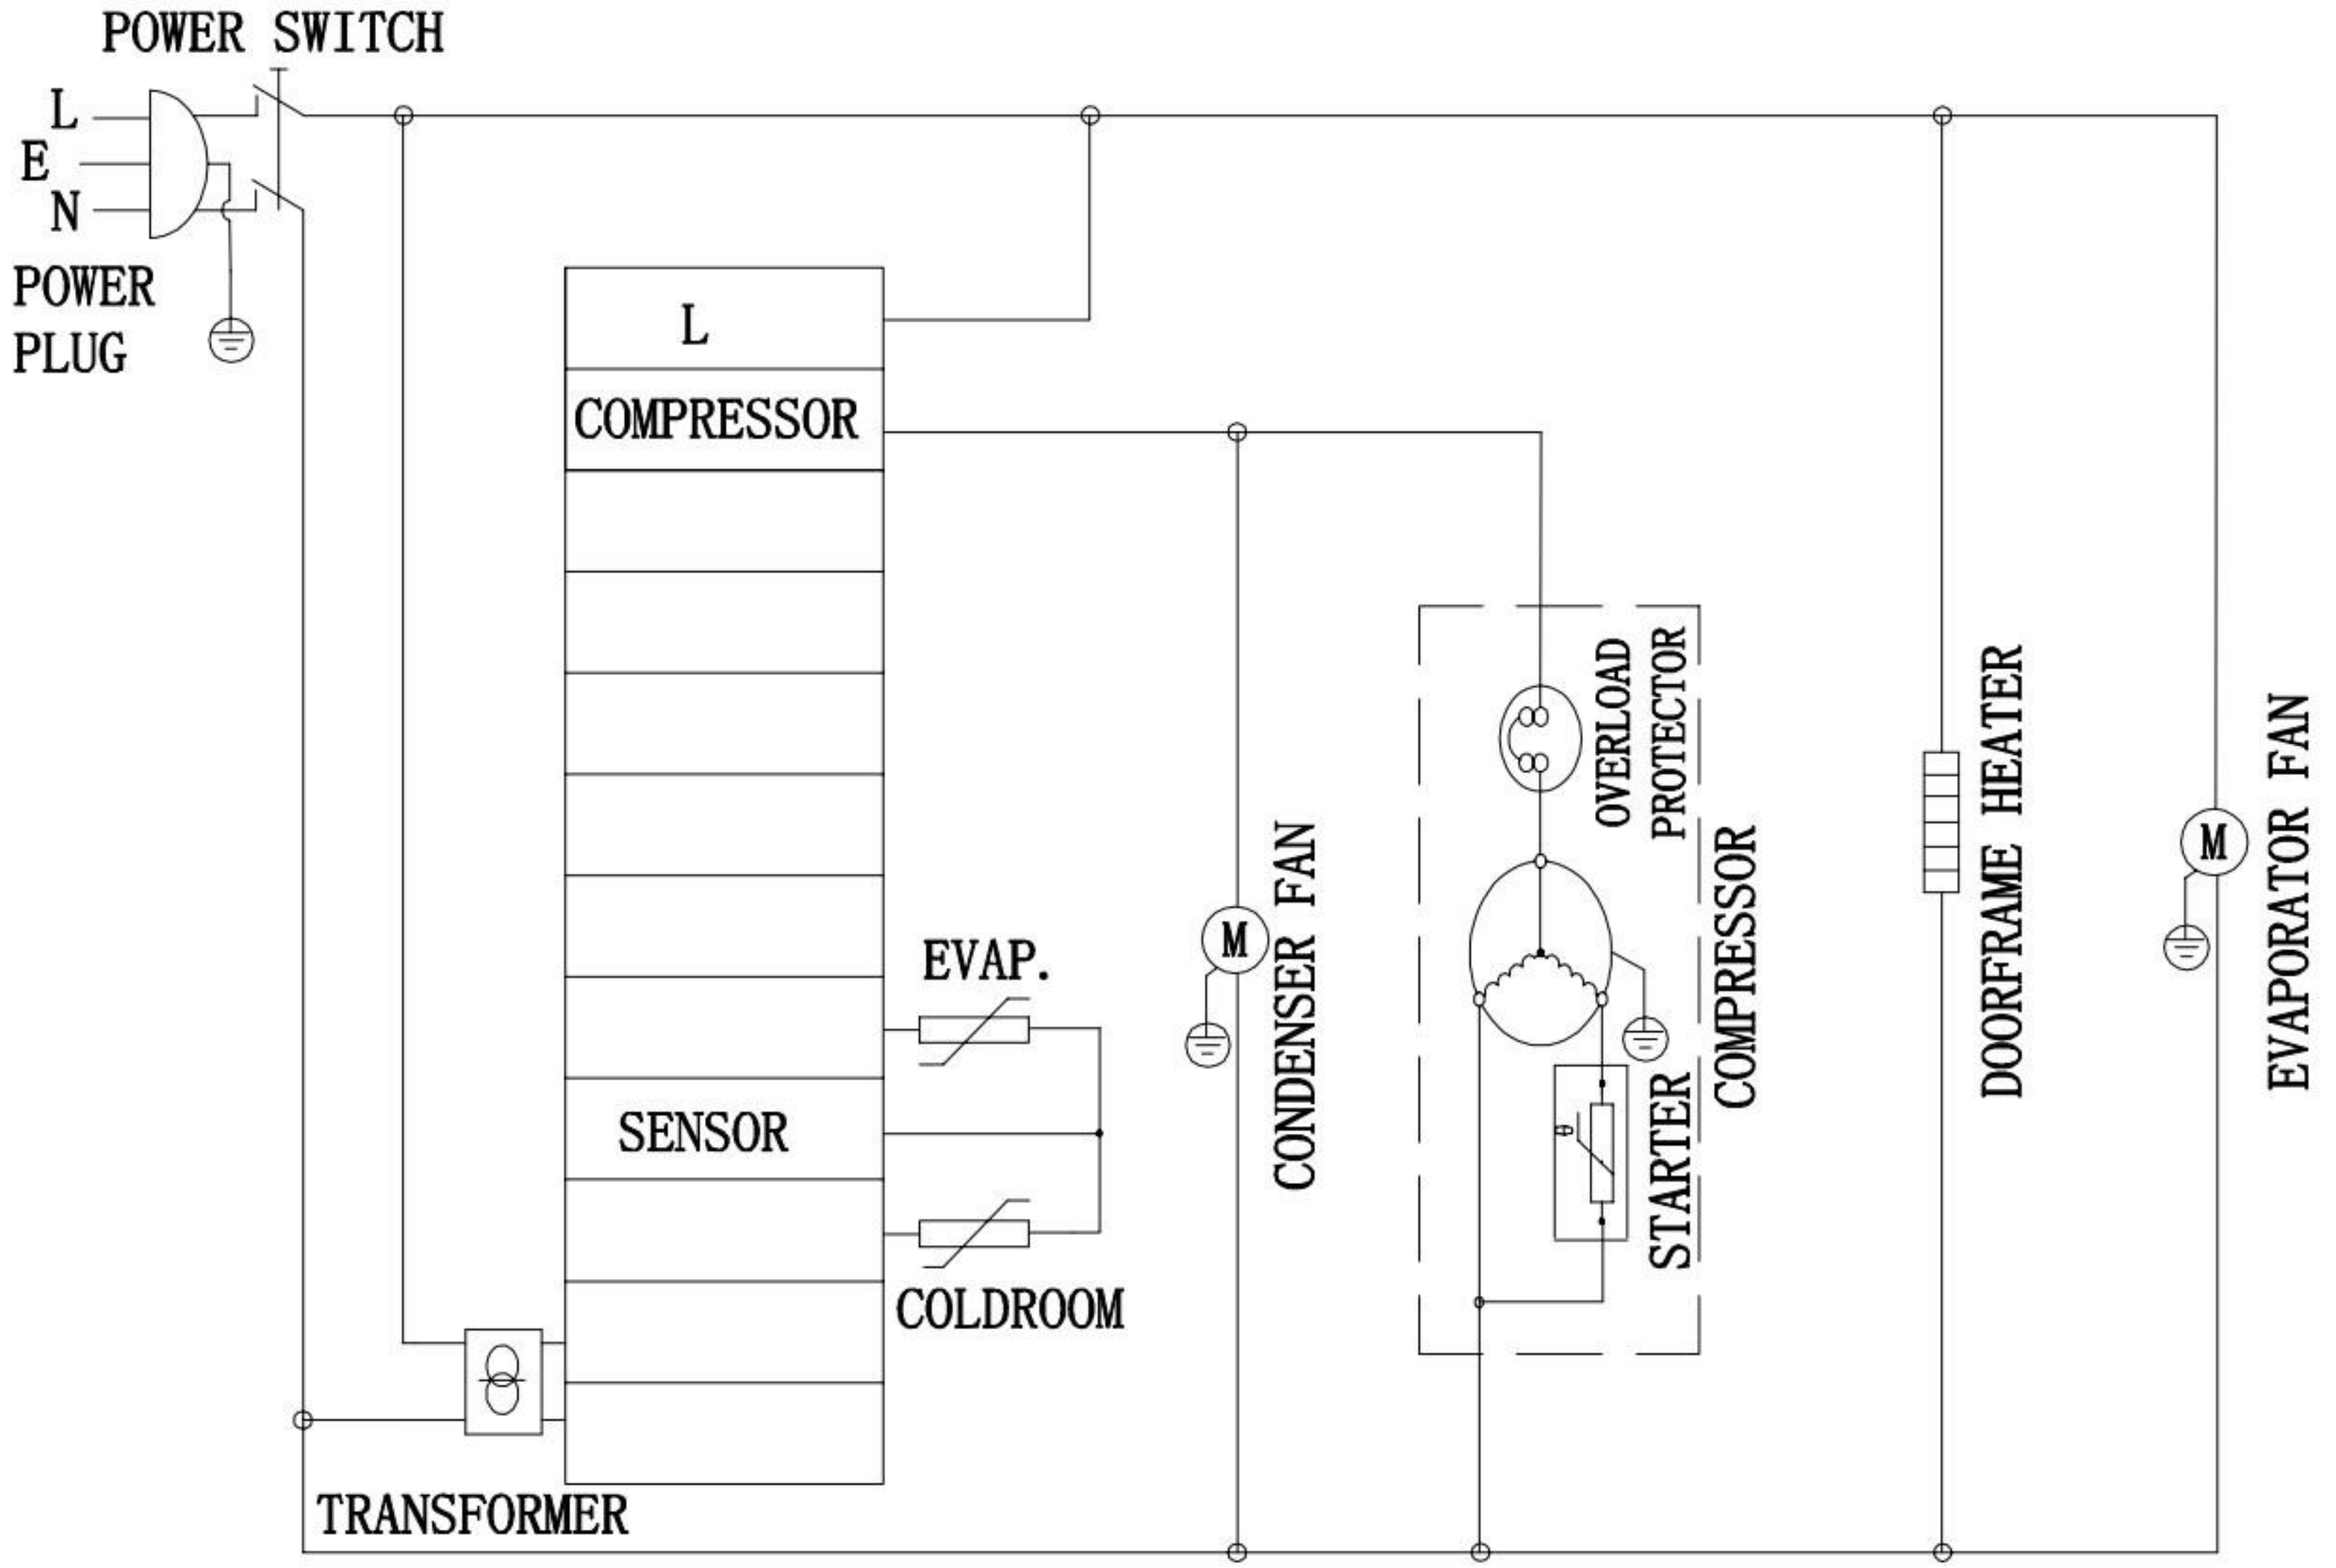 POWER SWITCH
L
E
N
POWER
PLUG
L
COMPRESSOR
SENSOR
EVAP.
COLDROOM
TRANSFORMER
M
CONDENSER FAN
OVERLOAD
PROTECTOR
STARTER
θ
COMPRESSOR
DOORFRAME HEATER
M
EVAPORATOR FAN